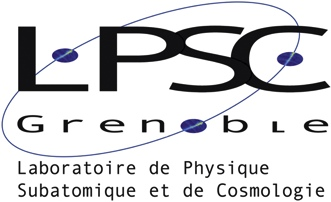 LPSC
Grenoble
Laboratoire de Physique
Subatomique et de Cosmologie